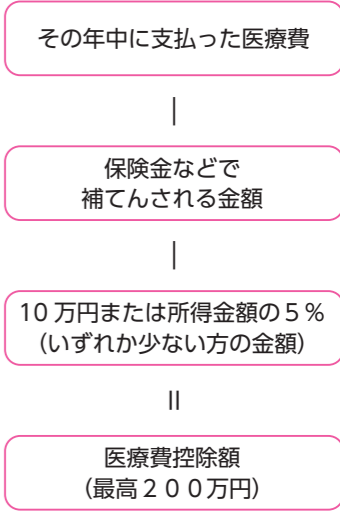 その年中に支払った医療費
|
保険金などで
補てんされる金額
|
10万円または所得金額の5%
(いずれか少ない方の金額)
||
医療費控除額
(最高200万円)